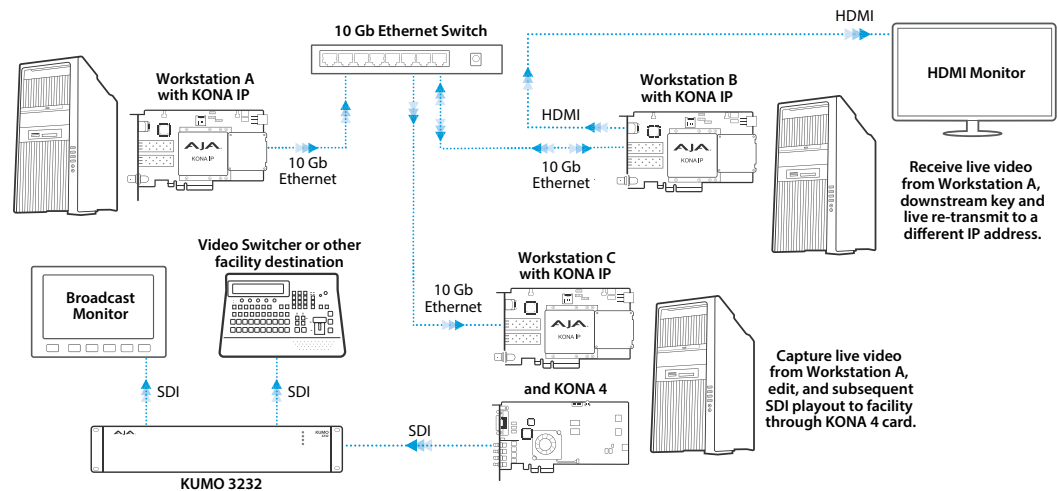 10 Gb Ethernet Switch
HDMI
HDMI Monitor
Workstation A
with KONA IP
AJA
KONA IP
10 Gb
Ethernet
Workstation B
with KONA IP
HDMI
AJA
KONA IP
10 Gb
Ethernet
Receive live video
from Workstation A,
downstream key and
live re-transmit to a
different IP address.
Video Switcher or other
facility destination
Broadcast
Monitor
Workstation C
with KONA IP
10 Gb
Ethernet
AJA
KONA IP
SDI
SDI
and KONA 4
Capture live video
from Workstation A,
edit, and subsequent
SDI playout to facility
through KONA 4 card.
SDI
AJA
KUMO
KUMO 3232